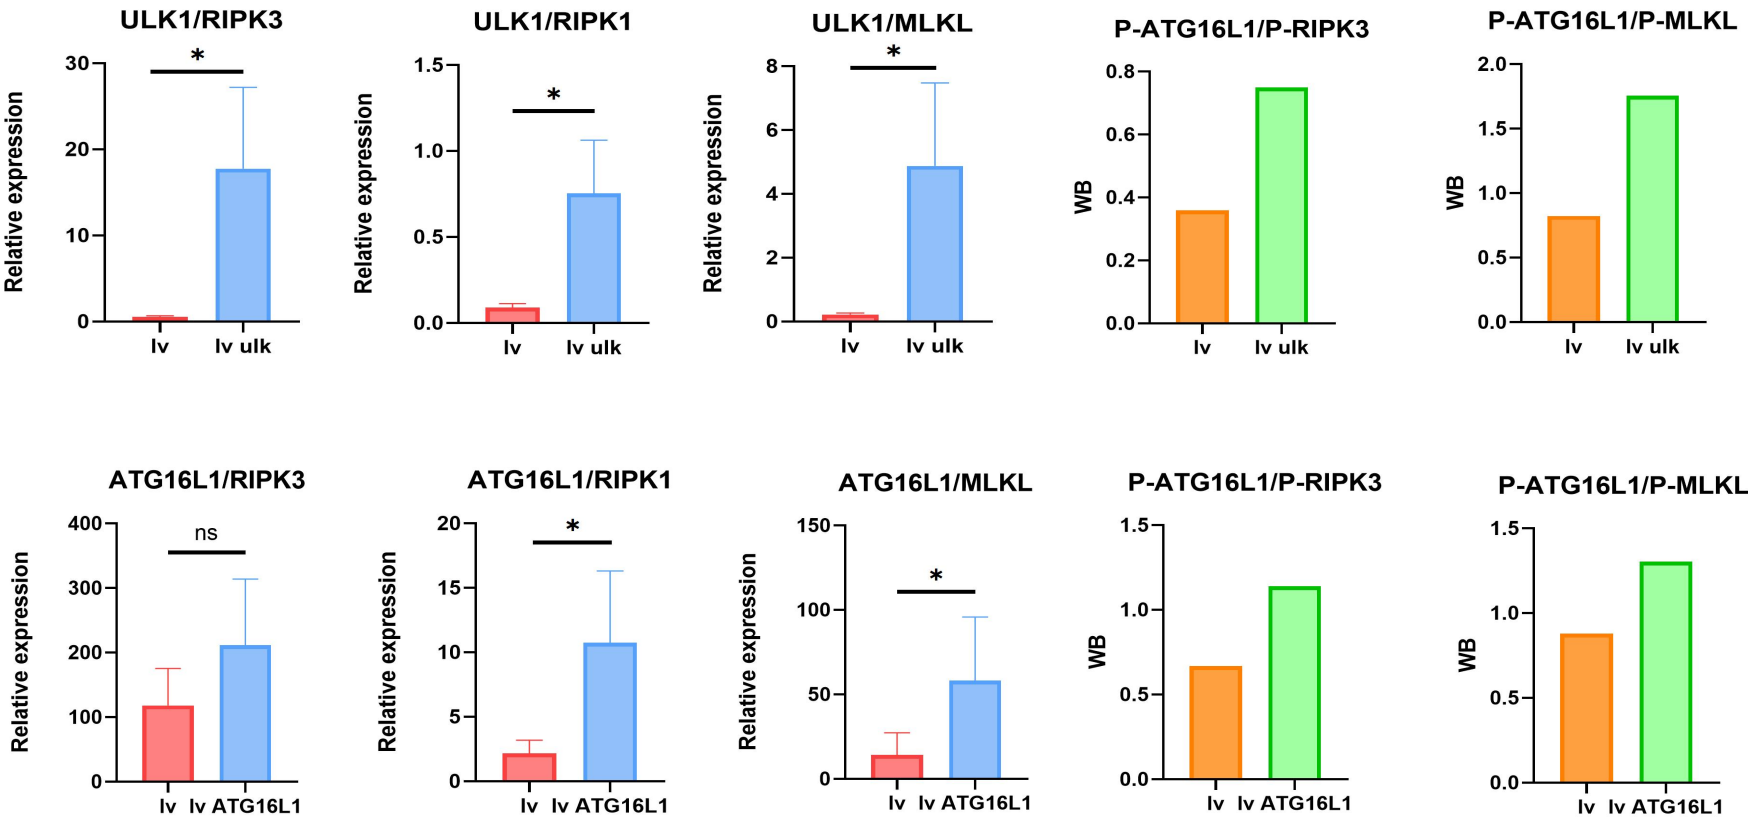 ULK1/RIPK3
*
30
20
10
0
Relative expression
lv
lv ulk
ULK1/RIPK1
*
1.5
1.0
0.5
0.0
Relative expression
lv
lv ulk
ULK1/MLKL
*
8
6
4
2
0
Relative expression
lv
lv ulk
P-ATG16L1/P-RIPK3
0.8
0.6
0.4
0.2
0.0
WB
lv
lv ulk
P-ATG16L1/P-MLKL
2.0
1.5
1.0
0.5
0.0
WB
lv
lv ulk
ATG16L1/RIPK3
ns
400
300
200
100
0
Relative expression
lv
lv ATG16L1
ATG16L1/RIPK1
*
20
15
10
5
0
Relative expression
lv
lv ATG16L1
ATG16L1/MLKL
*
150
100
50
0
Relative expression
lv
lv ATG16L1
P-ATG16L1/P-RIPK3
1.5
1.0
0.5
0.0
WB
lv
lv ATG16L1
P-ATG16L1/P-MLKL
1.5
1.0
0.5
0.0
WB
lv
lv ATG16L1